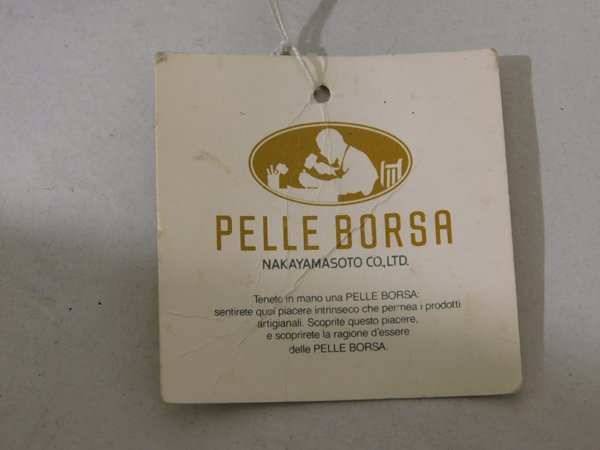 PELLE BORSA
NAKAYAMASOTO CO.,LTD.
Tenete in mano una PELLE BORSA:
sentirete quel piacere intrinseco che permea i prodotti
artigianali. Scoprite questo piacere,
e scoprirete la ragione d'essere
delle PELLE BORSA.